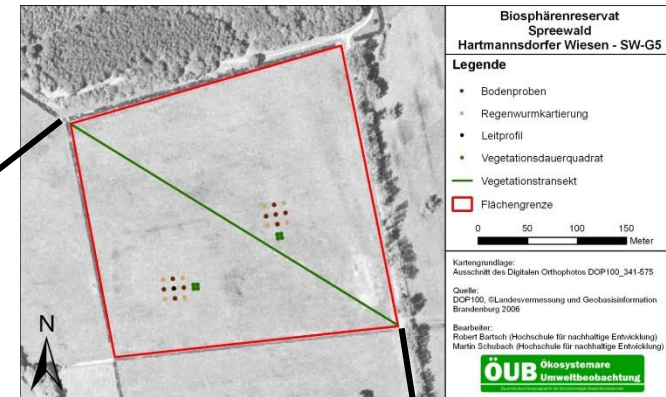 Biosphärenreservat
Spreewald
Hartmannsdorfer Wiesen - SW-G5
Legende
Bodenproben
Regenwurmkartierung
Leitprofil
Vegetationsdauerquadrat
Vegetationstransekt
Flächengrenze
0 50 100 150
Meter
Kartengrundlage:
Ausschnitt des Digitalen Orthophotos DOP100_341-575
Quelle:
DOP100, ©Landesvermessung und Geobasisinformation
Brandenburg 2006
Bearbeiter:
Robert Bartsch (Hochschule für nachhaltige Entwicklung)
Martin Schubach (Hochschule für nachhaltige Entwicklung)
ÖUB Ökosystemare
Umweltbeobachtung
N